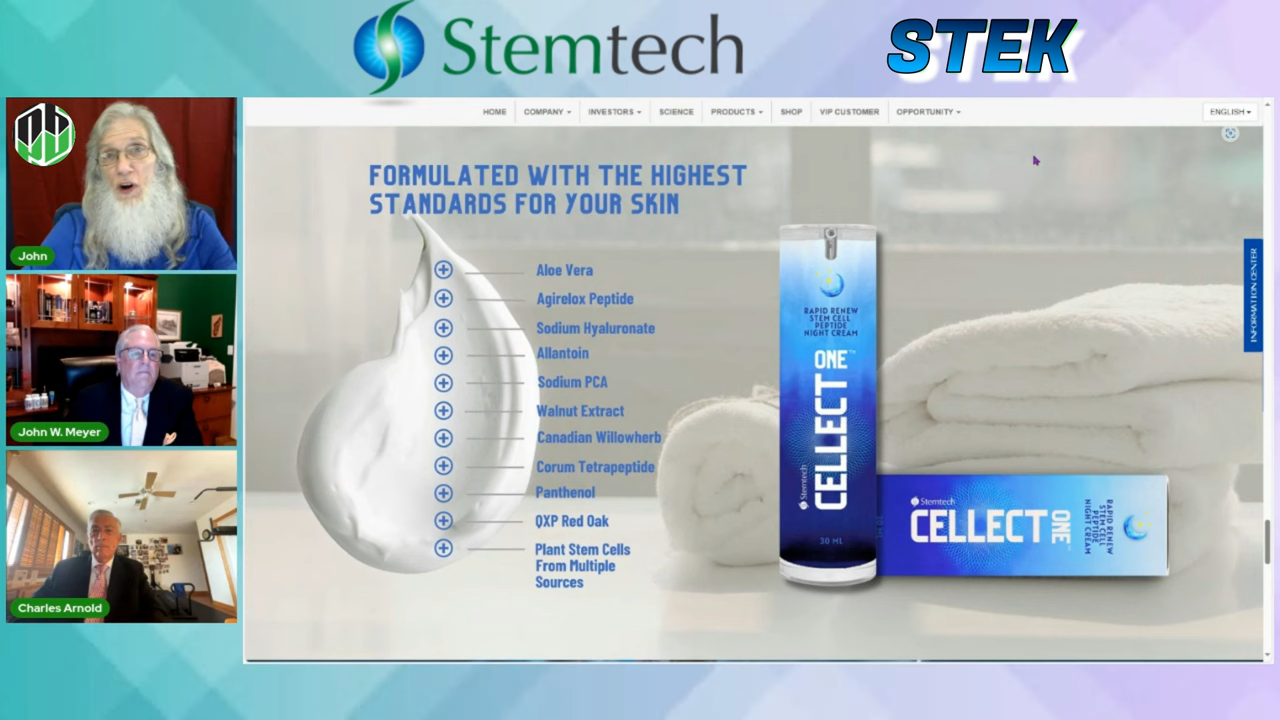 Stemtech
STEK
HOME
COMPANY
INVESTORS
SCIENCE
PRODUCTS
SHOP
VIP CUSTOMER
OPPORTUNITY
ENGLISH
John
John W. Meyer
Charles Arnold
FORMULATED WITH THE HIGHEST
STANDARDS FOR YOUR SKIN
Aloe Vera
Agirelox Peptide
Sodium Hyaluronate
Allantoin
Sodium PCA
Walnut Extract
Canadian Willowherb
Corum Tetrapeptide
Panthenol
QXP Red Oak
Plant Stem Cells
From Multiple
Sources
RAPID RENEW
STEM CELL
PEPTIDE
NIGHT CREAM
CELLECT ONE™
Stemtech
30 ML
Stemtech
CELLECT ONE™
RAPID RENEW
STEM CELL
PEPTIDE
NIGHT CREAM
INFORMATION CENTER